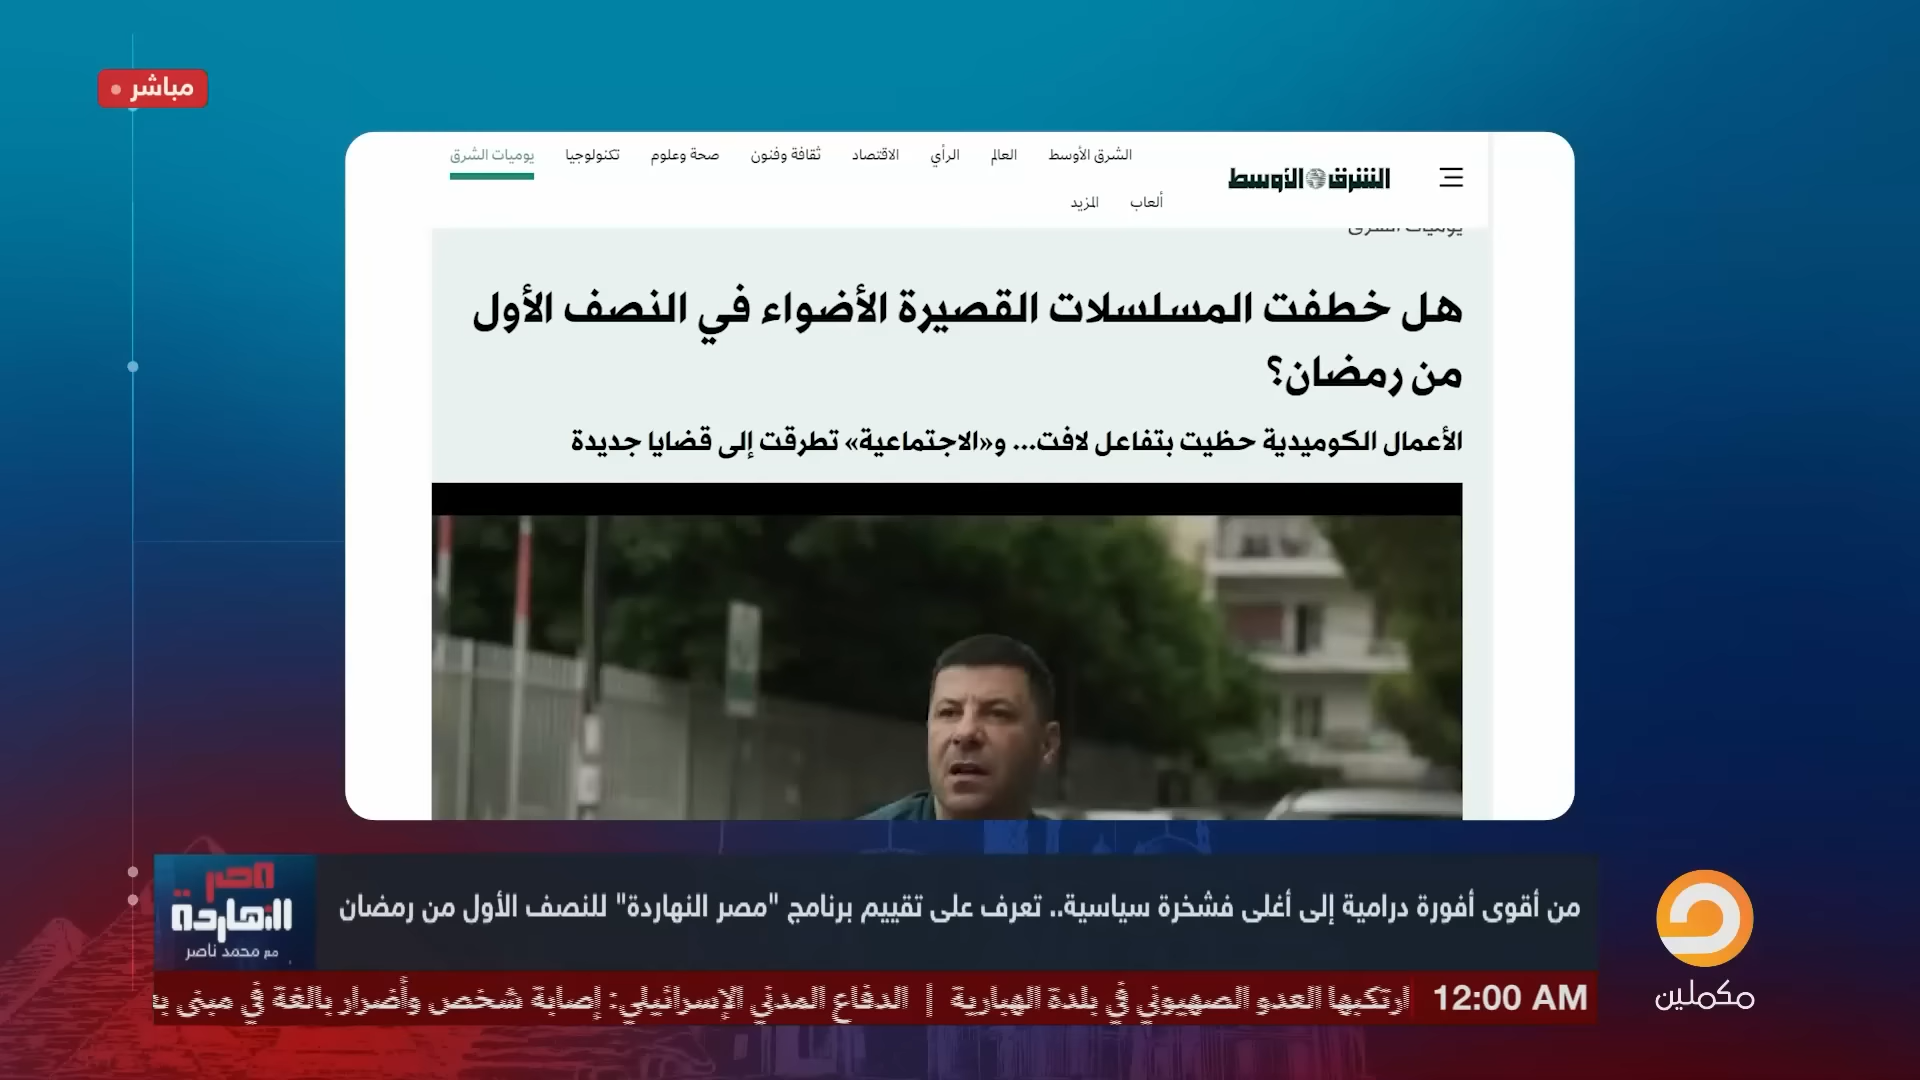 مباشر
الشرق الأوسط
الشرق الأوسط العالم الرأي الاقتصاد ثقافة وفنون صحة وعلوم تكنولوجيا يوميات الشرق
ألعاب المزيد
يوميات الشرق
هل خطفت المسلسلات القصيرة الأضواء في النصف الأول
من رمضان؟
الأعمال الكوميدية حظيت بتفاعل لافت... و«الاجتماعية» تطرقت إلى قضايا جديدة
مصر
النهاردة
مع محمد ناصر
من أقوى أفورة درامية إلى أغلى فشخرة سياسية.. تعرف على تقييم برنامج "مصر النهاردة" للنصف الأول من رمضان
12:00 AM
ارتكبها العدو الصهيوني في بلدة الهبارية | الدفاع المدني الإسرائيلي: إصابة شخص وأضرار بالغة في مبنى
مكملين